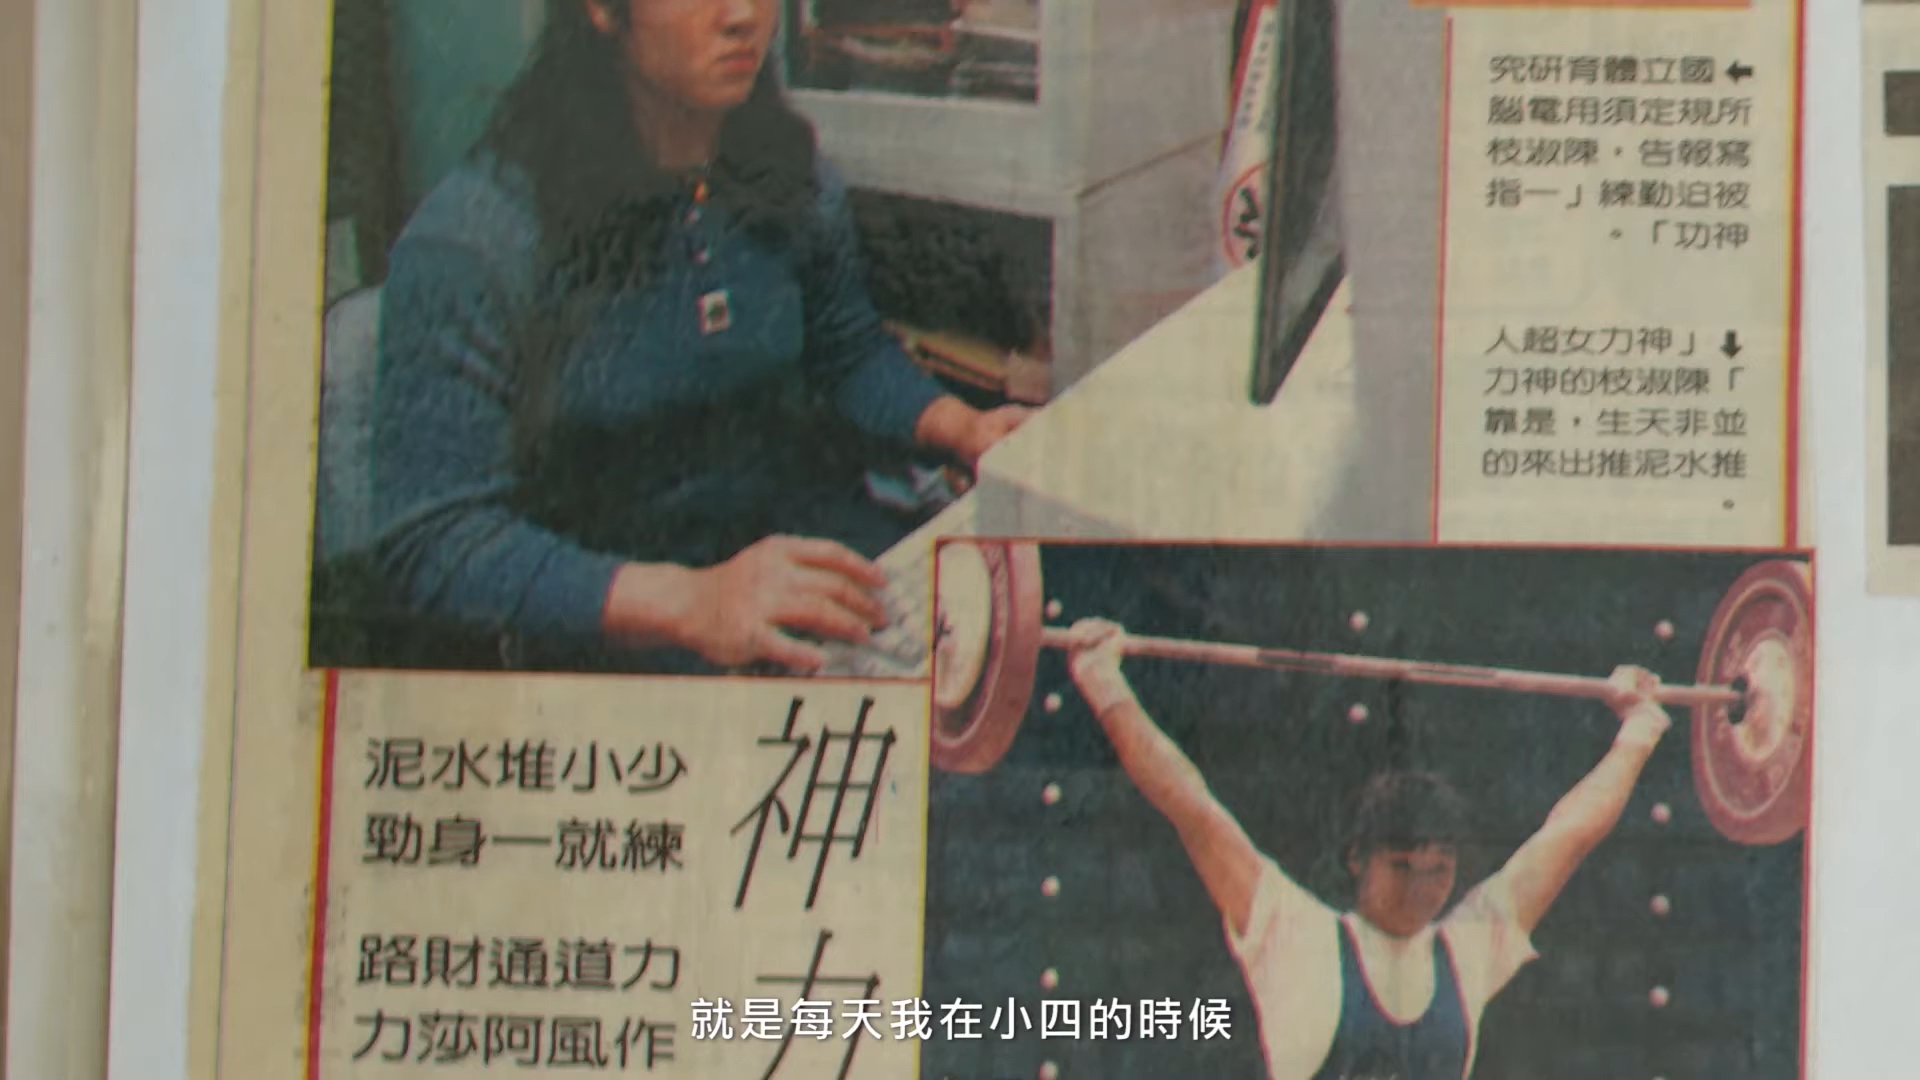 ←國立體育研究
所規定須用電腦
寫報告，陳淑枝
被迫勤練「一指
神功」。
↓「神力女超人
」陳淑枝的神力
並非天生，是靠
推水泥推出來的
。
神力
少小堆水泥
練就一身勁
力道通財路
作風阿莎力
就是每天我在小四的時候